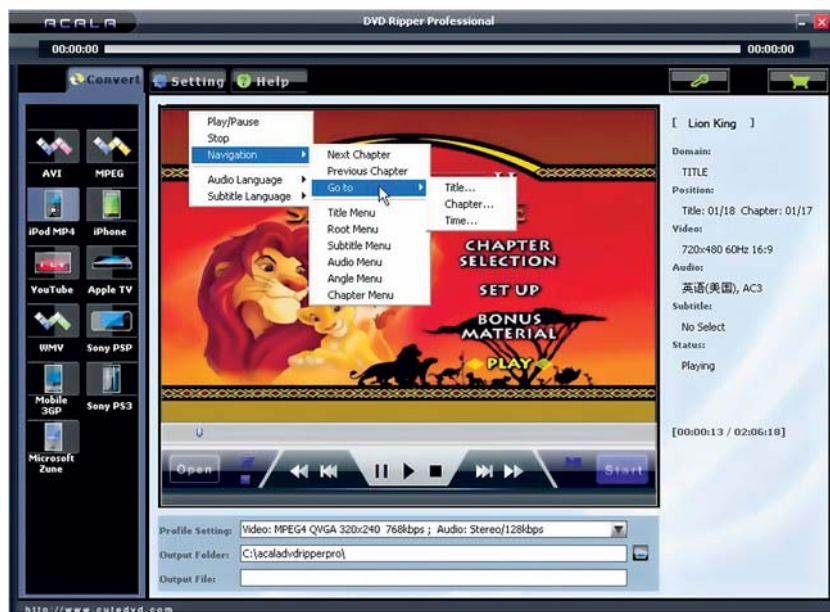 ACALA
DVD Ripper Professional
00:00:00
00:00:00
Convert
Setting
Help
AVI
MPEG
iPod MP4
iPhone
YouTube
Apple TV
WMV
Sony PSP
Mobile 3GP
Sony PS3
Microsoft Zune
Play/Pause
Stop
Navigation
Audio Language
Subtitle Language
Next Chapter
Previous Chapter
Go to
Title Menu
Root Menu
Subtitle Menu
Audio Menu
Angle Menu
Chapter Menu
Title...
Chapter...
Time...
CHAPTER
SELECTION
SET UP
BONUS
MATERIAL
PLAY
Open
Start
[ Lion King ]
Domain:
TITLE
Position:
Title: 01/18 Chapter: 01/17
Video:
720x480 60Hz 16:9
Audio:
英语(美国), AC3
Subtitle:
No Select
Status:
Playing
[00:00:13 / 02:06:18]
Profile Setting: Video: MPEG4 QVGA 320x240 768kbps ; Audio: Stereo/128kbps
Output Folder: C:\acaladvdripperpro\
Output File:
http://www.cutedvd.com